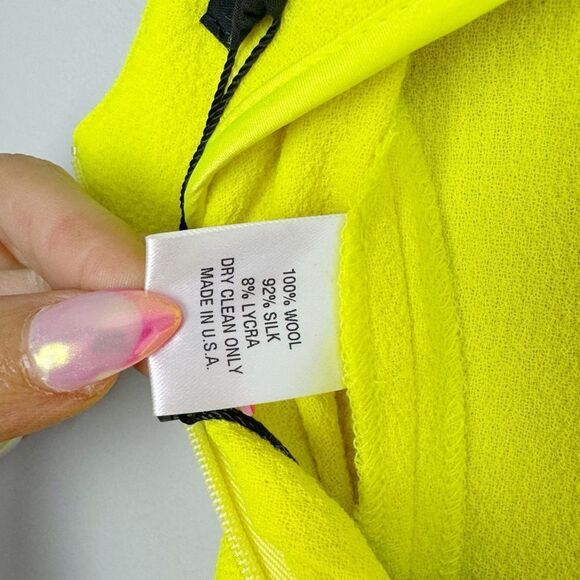 100% WOOL
92% SILK
8% LYCRA
DRY CLEAN ONLY
MADE IN U.S.A.